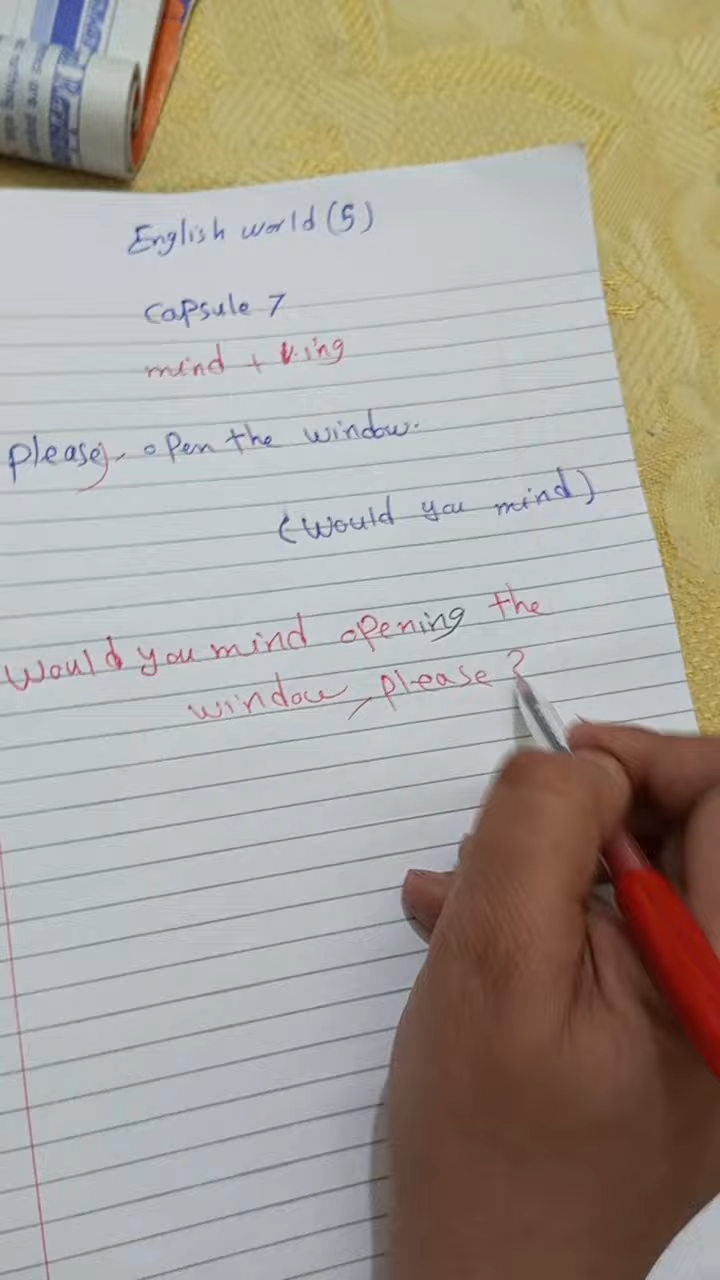 English world (5)
Capsule 7
mind + V.ing
Please, open the window.
(Would you mind)
Would you mind opening the
window, please?